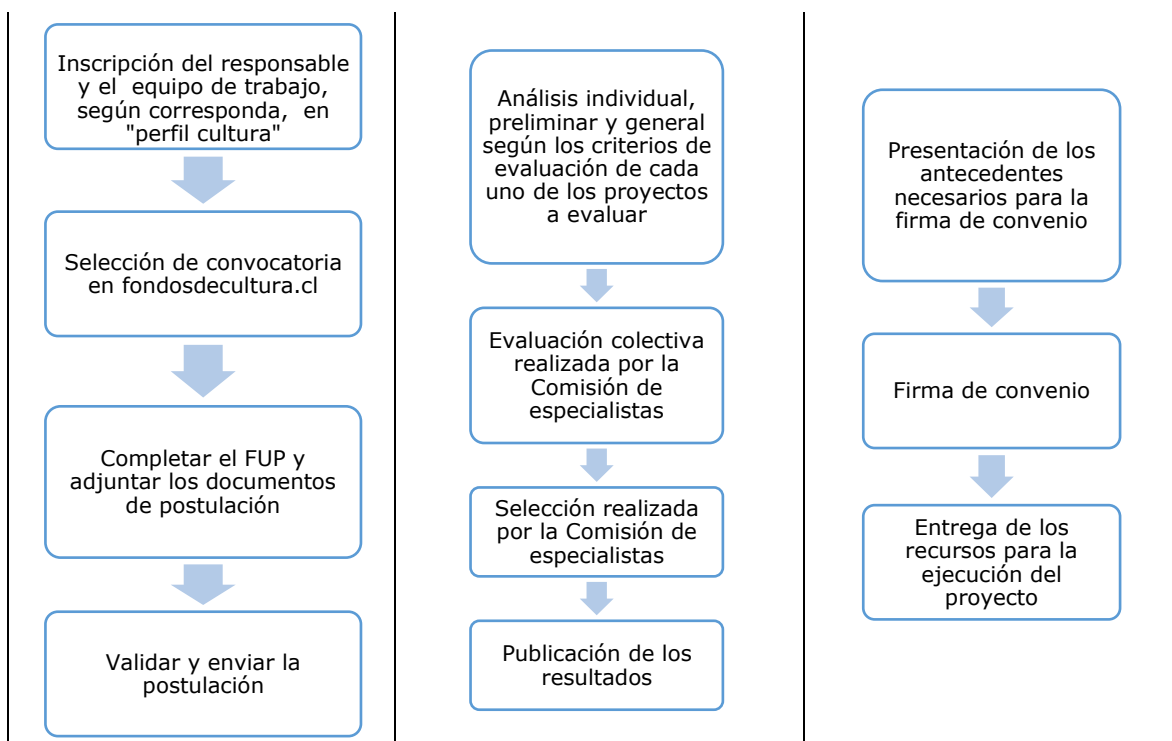 Inscripción del responsable
y el equipo de trabajo,
según corresponda, en
"perfil cultura"
Selección de convocatoria
en fondosdecultura.cl
Completar el FUP y
adjuntar los documentos
de postulación
Validar y enviar la
postulación
Análisis individual,
preliminar y general
según los criterios de
evaluación de cada
uno de los proyectos
a evaluar
Evaluación colectiva
realizada por la
Comisión de
especialistas
Selección realizada
por la Comisión de
especialistas
Publicación de los
resultados
Presentación de los
antecedentes
necesarios para la
firma de convenio
Firma de convenio
Entrega de los
recursos para la
ejecución del
proyecto